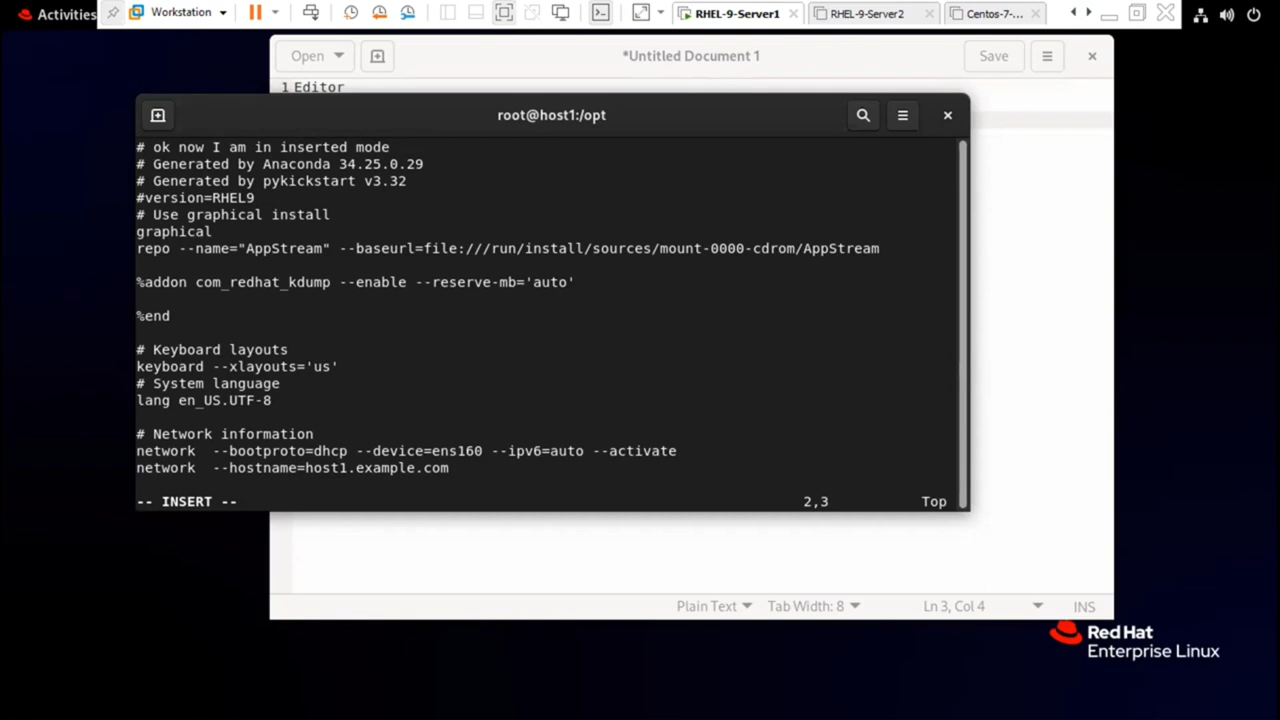 Activities Workstation RHEL-9-Server1 RHEL-9-Server2 Centos-7-...
Open *Untitled Document 1 Save
1 Editor
root@host1:/opt
# ok now I am in inserted mode
# Generated by Anaconda 34.25.0.29
# Generated by pykickstart v3.32
#version=RHEL9
# Use graphical install
graphical
repo --name="AppStream" --baseurl=file:///run/install/sources/mount-0000-cdrom/AppStream
%addon com_redhat_kdump --enable --reserve-mb='auto'
%end
# Keyboard layouts
keyboard --xlayouts='us'
# System language
lang en_US.UTF-8
# Network information
network  --bootproto=dhcp --device=ens160 --ipv6=auto --activate
network  --hostname=host1.example.com
-- INSERT -- 2,3 Top
Plain Text Tab Width: 8 Ln 3, Col 4 INS
Red Hat
Enterprise Linux